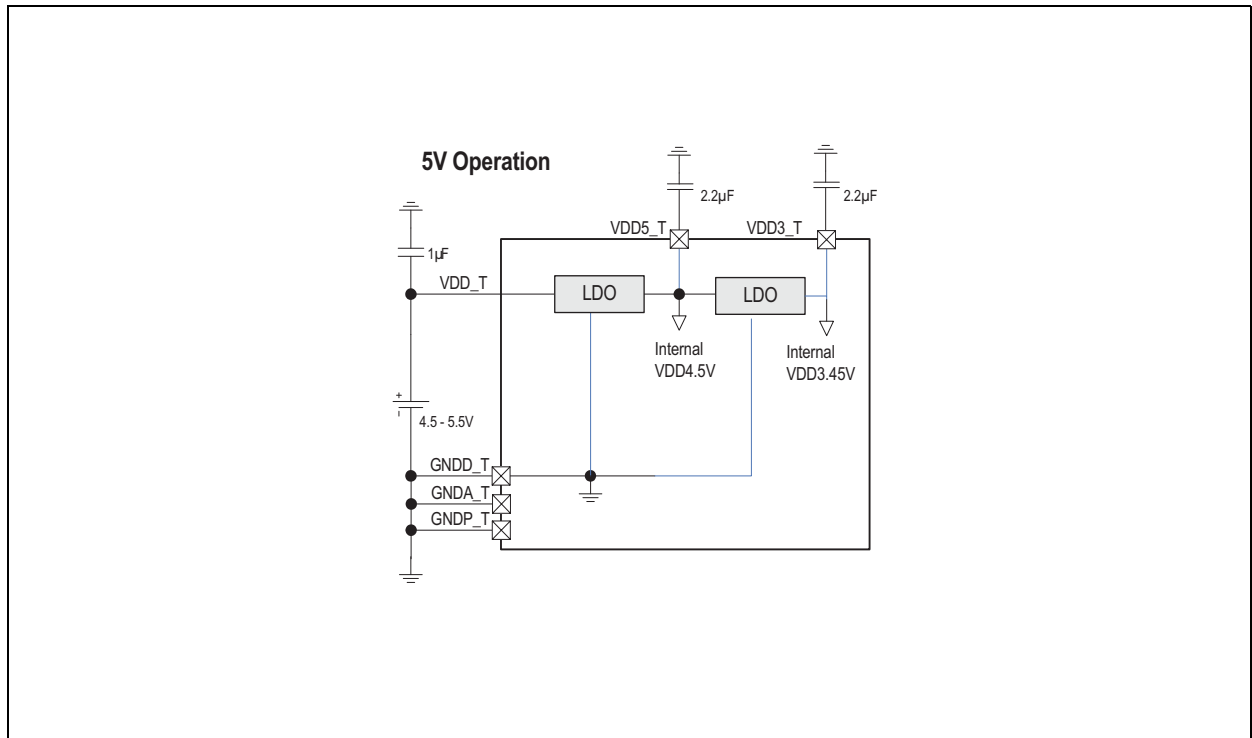 5V Operation
2.2µF
2.2µF
VDD5_T
VDD3_T
1µF
VDD_T
LDO
LDO
Internal
VDD4.5V
Internal
VDD3.45V
+
-
4.5 - 5.5V
GNDD_T
GNDA_T
GNDP_T